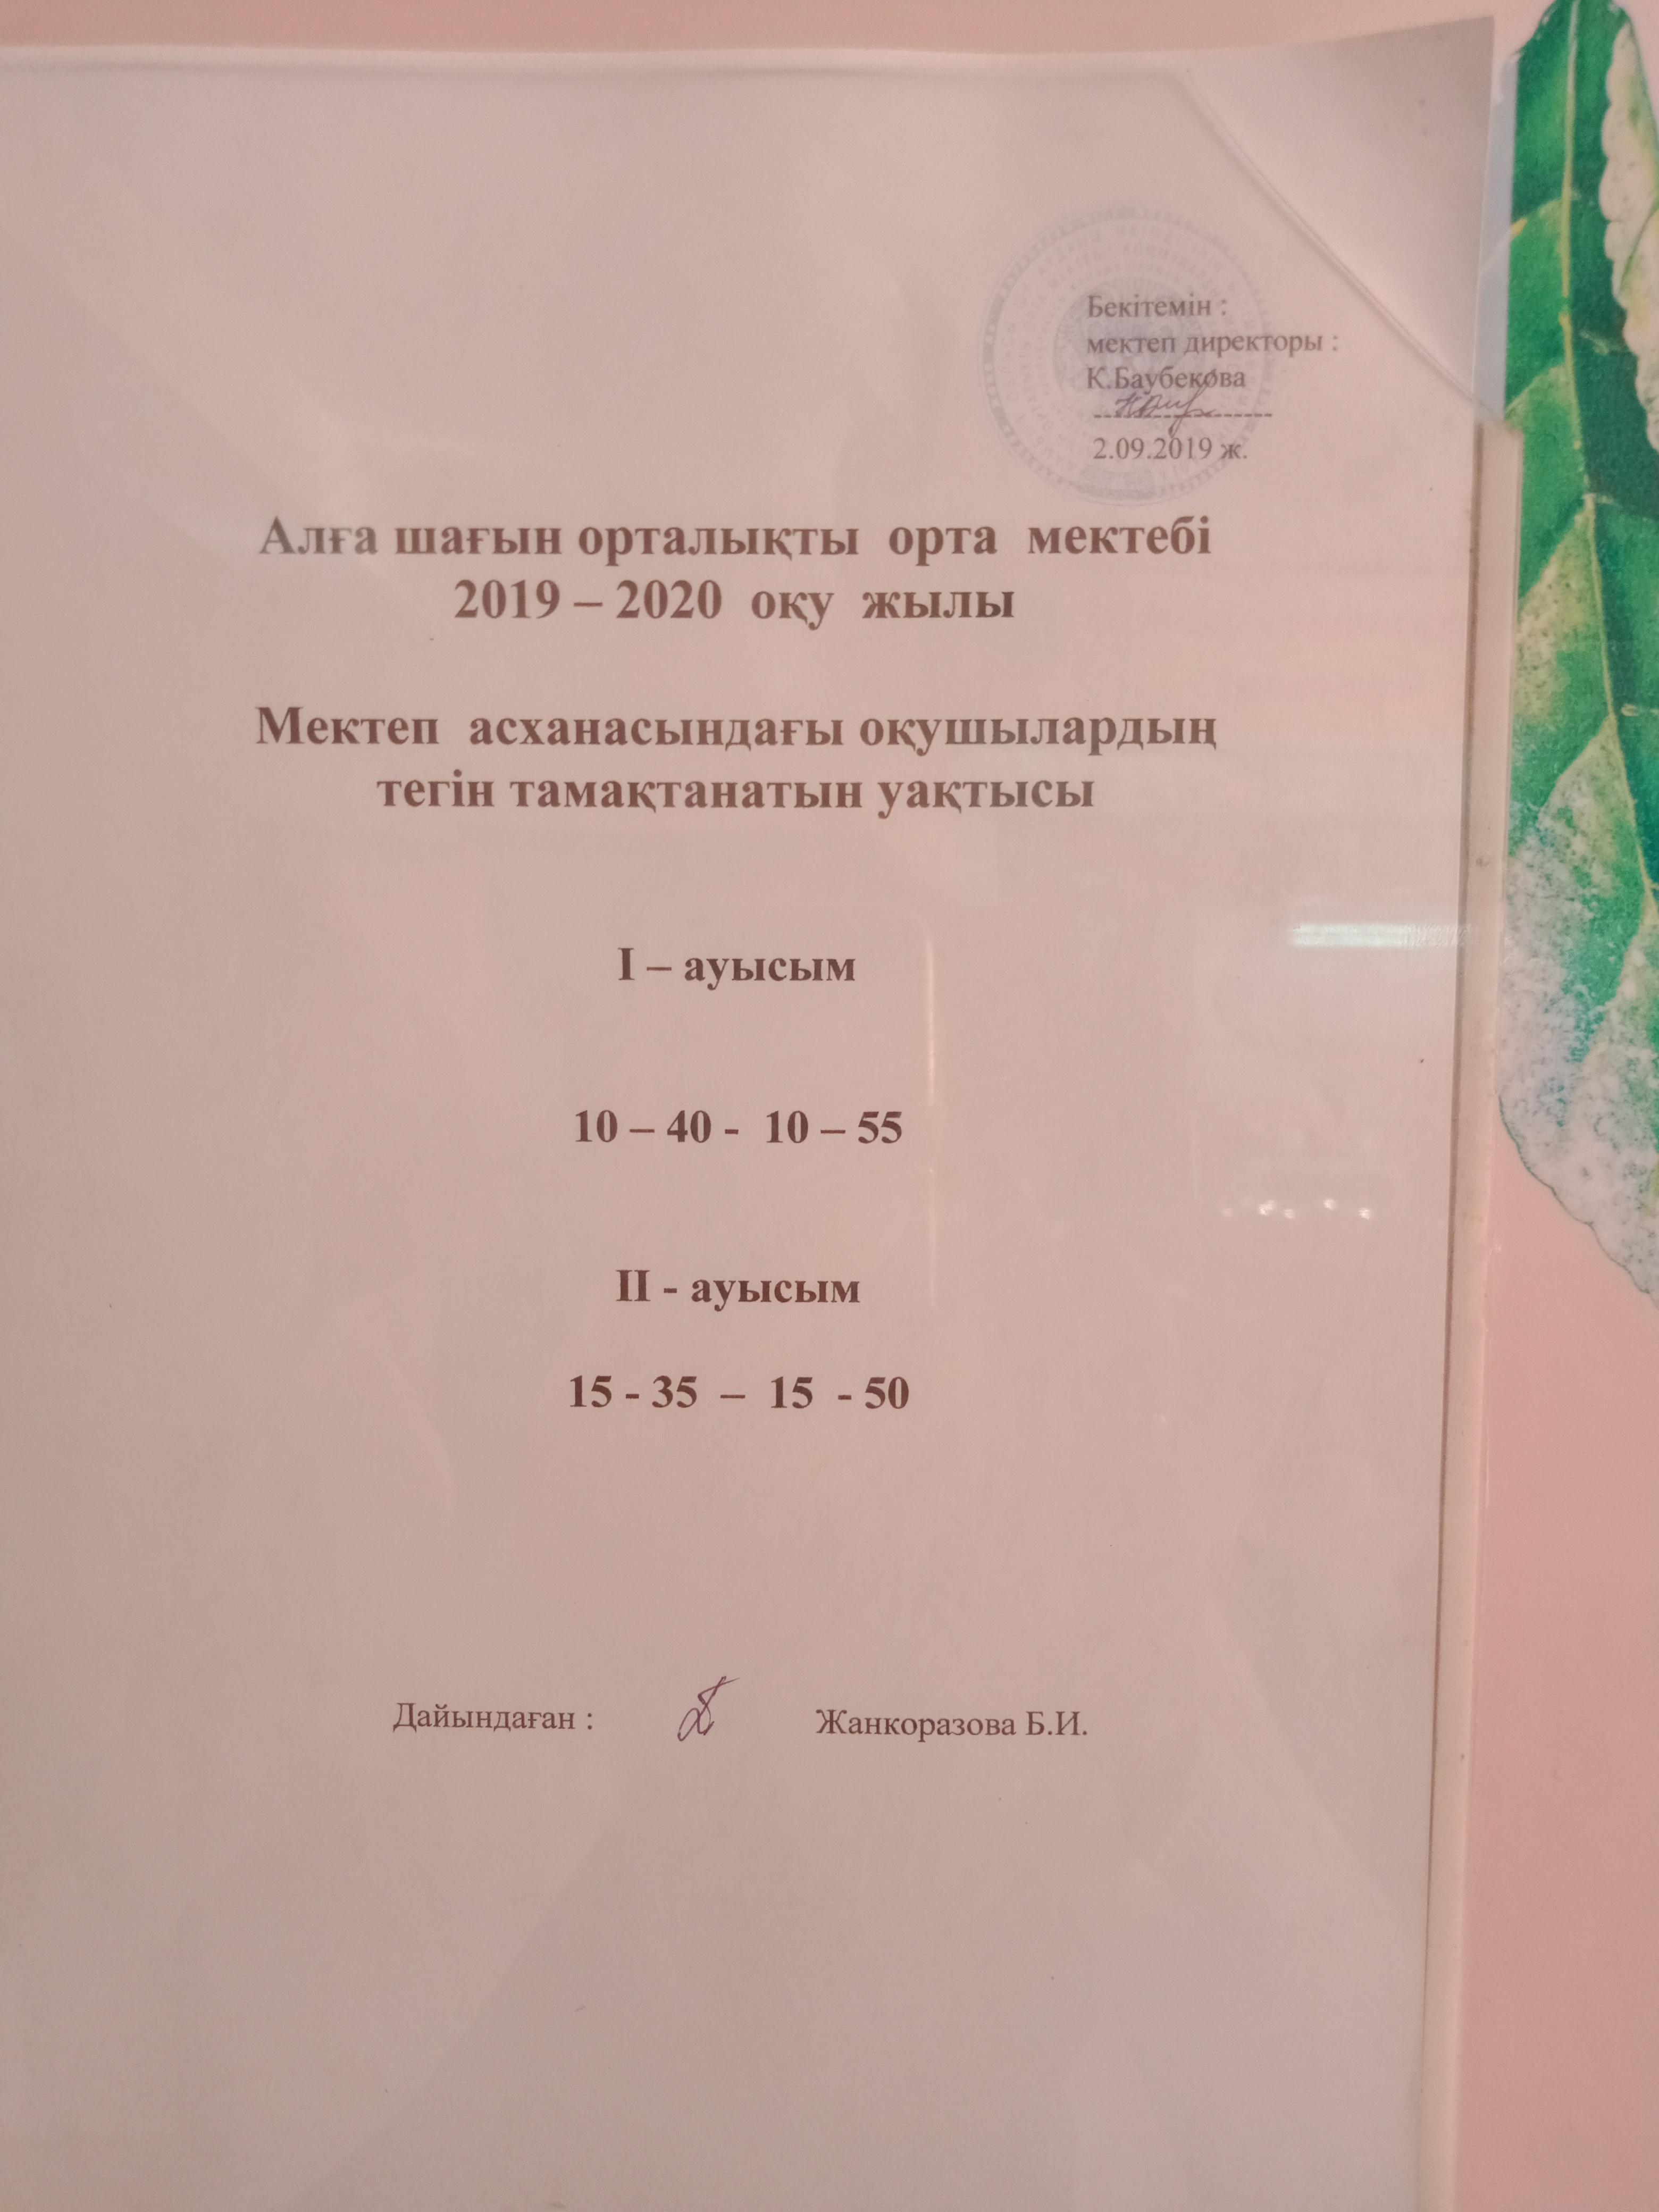 Бекітемін :
мектеп директоры :
К.Баубекова
2.09.2019 ж.
Алға шағын орталықты орта мектебі
2019 – 2020 оқу жылы
Мектеп асханасындағы оқушылардың
тегін тамақтанатын уақтысы
I – ауысым
10 – 40 - 10 – 55
II - ауысым
15 - 35 – 15 - 50
Дайындаған : Жанкоразова Б.И.